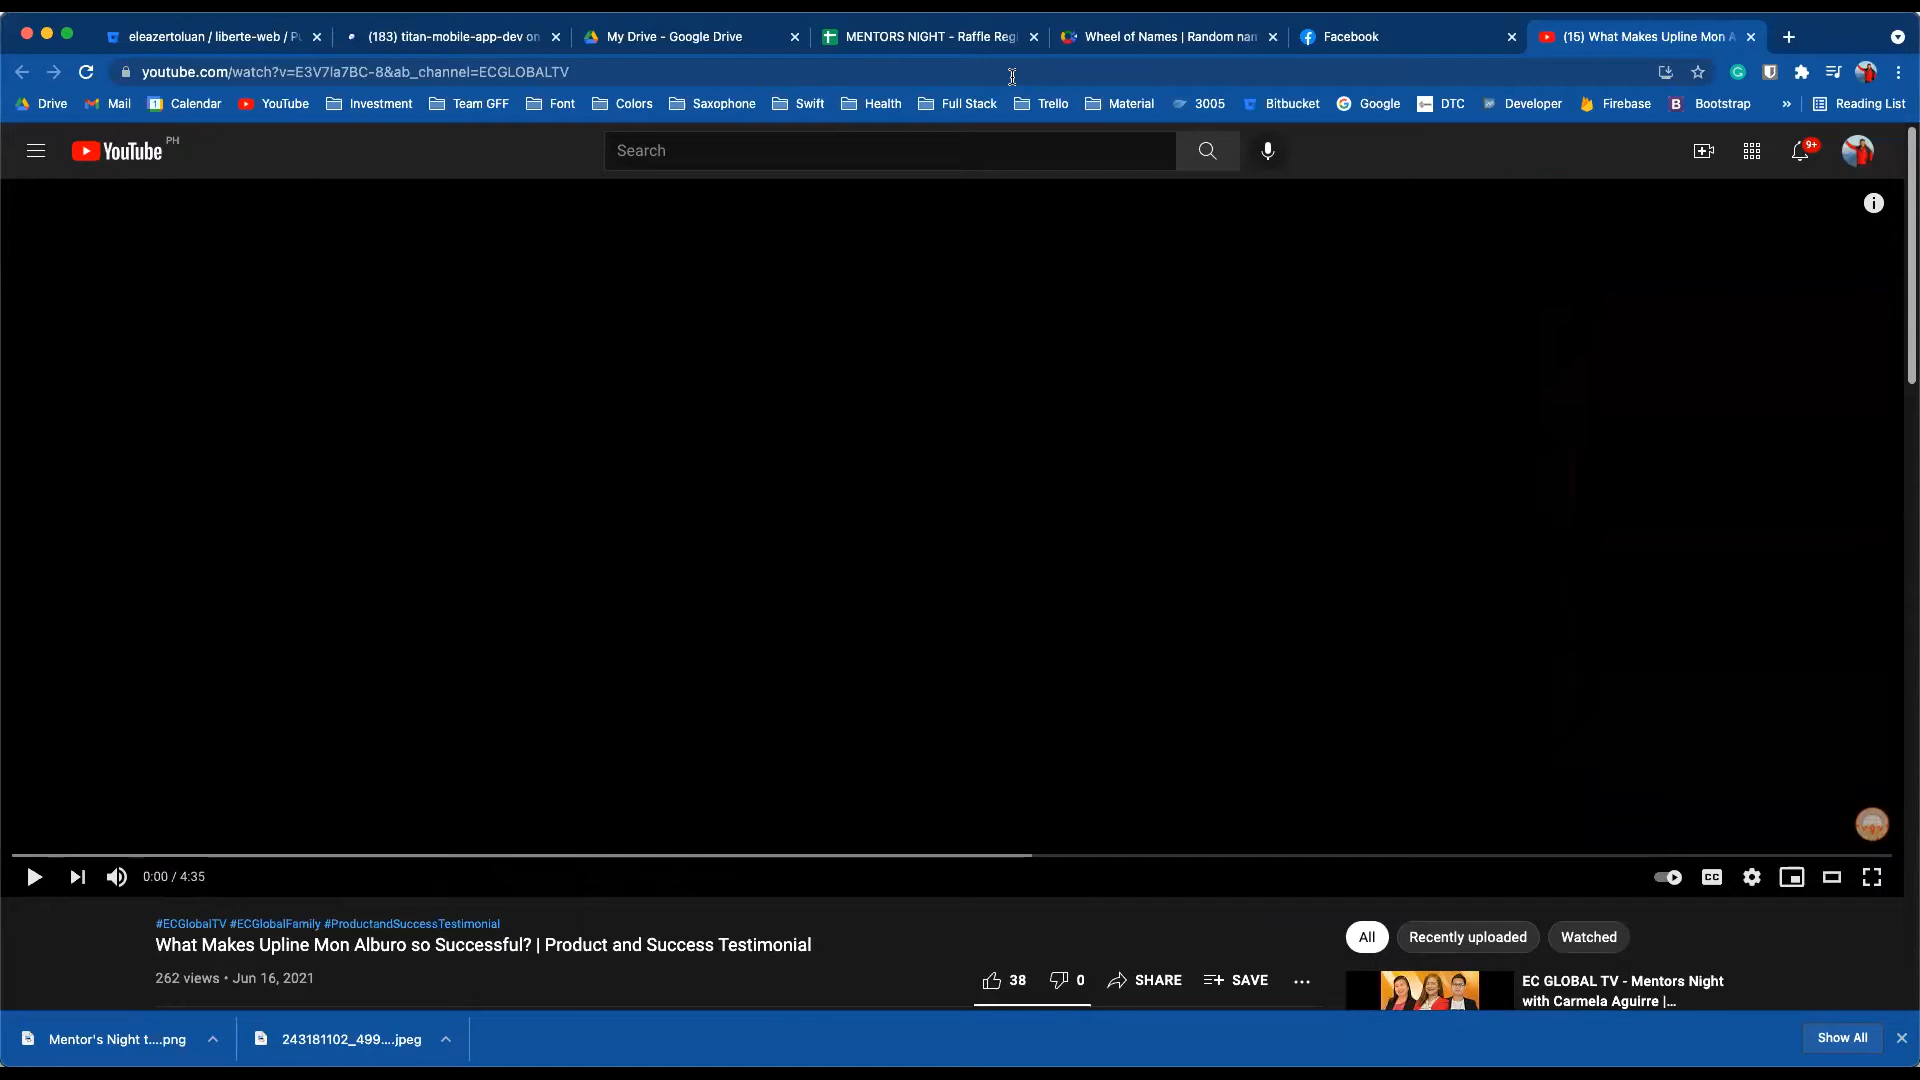 eleazertoluan / liberte-web / Pu
(183) titan-mobile-app-dev on
My Drive - Google Drive
MENTORS NIGHT - Raffle Regi
Wheel of Names | Random nam
Facebook
(15) What Makes Upline Mon A
youtube.com/watch?v=E3V7la7BC-8&ab_channel=ECGLOBALTV
Drive Mail Calendar YouTube Investment Team GFF Font Colors Saxophone Swift Health Full Stack Trello Material 3005 Bitbucket Google DTC Developer Firebase Bootstrap » Reading List
YouTube PH
Search
9+
0:00 / 4:35
CC
#ECGlobalTV #ECGlobalFamily #ProductandSuccessTestimonial
What Makes Upline Mon Alburo so Successful? | Product and Success Testimonial
262 views • Jun 16, 2021
38 0 SHARE SAVE ...
All Recently uploaded Watched
EC GLOBAL TV - Mentors Night
with Carmela Aguirre |...
Mentor's Night t....png
243181102_499....jpeg
Show All